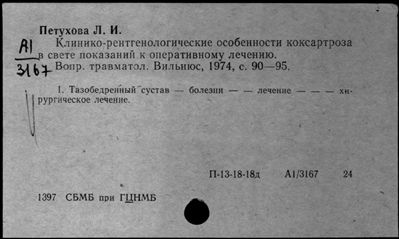 Петухова Л. И.
А1
3167
Клинико-рентгенологические особенности коксартроза
в свете показаний к оперативному лечению.
Вопр. травматол. Вильнюс, 1974, с. 90—95.
1. Тазобедренный сустав — болезни — — лечение — — — хи-
рургическое лечение.
П-13-18-18д А1/3167 24
1397 СБМБ при ГЦНМБ